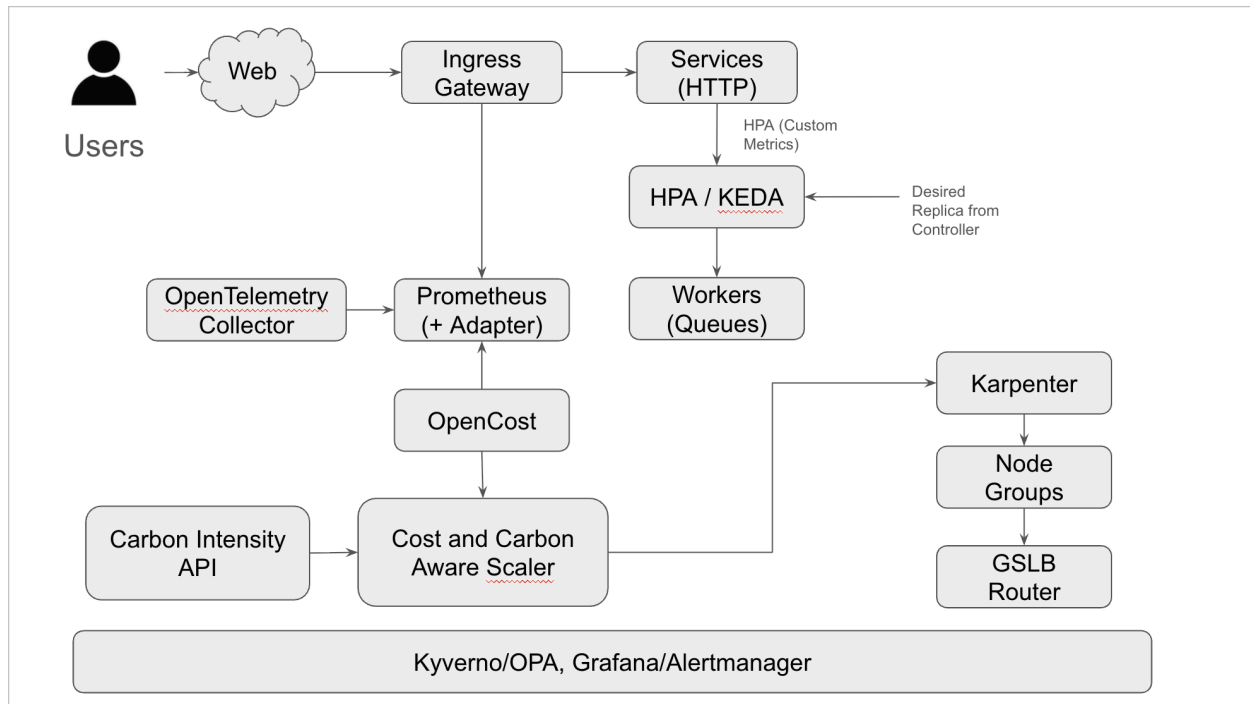 Web
Ingress
Gateway
Services
(HTTP)
Users
HPA (Custom
Metrics)
HPA / KEDA
Desired
Replica from
Controller
OpenTelemetry
Collector
Prometheus
(+ Adapter)
Workers
(Queues)
Karpenter
OpenCost
Node
Groups
Carbon Intensity
API
Cost and Carbon
Aware Scaler
GSLB
Router
Kyverno/OPA, Grafana/Alertmanager